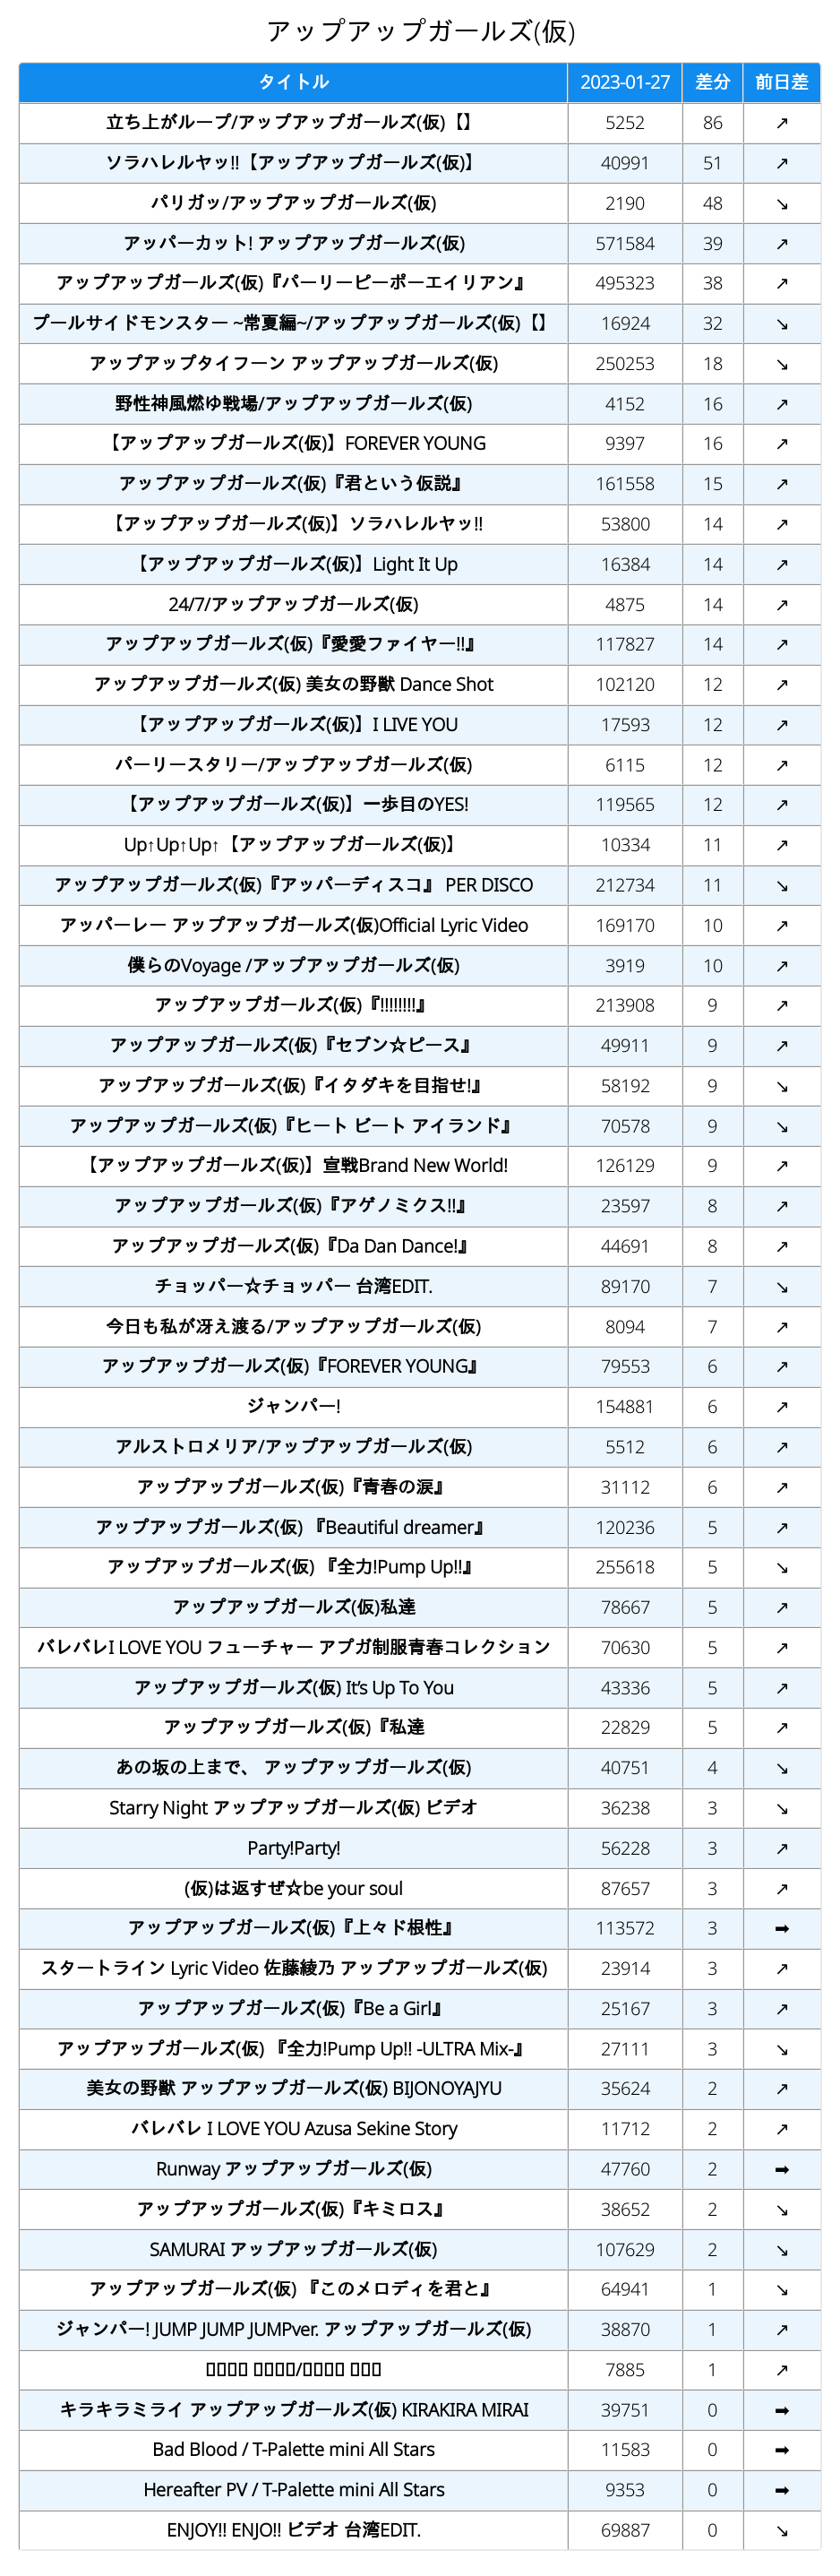 アップアップガールズ(仮)
タイトル 2023-01-27 差分 前日差
立ち上がループ/アップアップガールズ(仮)【】 5252 86 ↗
ソラハレルヤッ!!【アップアップガールズ(仮)】 40991 51 ↗
パリガッ/アップアップガールズ(仮) 2190 48 ↘
アッパーカット! アップアップガールズ(仮) 571584 39 ↗
アップアップガールズ(仮)『パーリーピーポーエイリアン』 495323 38 ↗
プールサイドモンスター ~常夏編~/アップアップガールズ(仮)【】 16924 32 ↘
アップアップタイフーン アップアップガールズ(仮) 250253 18 ↘
野性神風燃ゆ戦場/アップアップガールズ(仮) 4152 16 ↗
【アップアップガールズ(仮)】FOREVER YOUNG 9397 16 ↗
アップアップガールズ(仮)『君という仮説』 161558 15 ↗
【アップアップガールズ(仮)】ソラハレルヤッ!! 53800 14 ↗
【アップアップガールズ(仮)】Light It Up 16384 14 ↗
24/7/アップアップガールズ(仮) 4875 14 ↗
アップアップガールズ(仮)『愛愛ファイヤー!!』 117827 14 ↗
アップアップガールズ(仮) 美女の野獣 Dance Shot 102120 12 ↗
【アップアップガールズ(仮)】I LIVE YOU 17593 12 ↗
パーリースタリー/アップアップガールズ(仮) 6115 12 ↗
【アップアップガールズ(仮)】一歩目のYES! 119565 12 ↗
Up↑Up↑Up↑【アップアップガールズ(仮)】 10334 11 ↗
アップアップガールズ(仮)『アッパーディスコ』 PER DISCO 212734 11 ↘
アッパーレー アップアップガールズ(仮)Official Lyric Video 169170 10 ↗
僕らのVoyage /アップアップガールズ(仮) 3919 10 ↗
アップアップガールズ(仮)『!!!!!!!!』 213908 9 ↗
アップアップガールズ(仮)『セブン☆ピース』 49911 9 ↗
アップアップガールズ(仮)『イタダキを目指せ!』 58192 9 ↘
アップアップガールズ(仮)『ヒート ビート アイランド』 70578 9 ↘
【アップアップガールズ(仮)】宣戦Brand New World! 126129 9 ↗
アップアップガールズ(仮)『アゲノミクス!!』 23597 8 ↗
アップアップガールズ(仮)『Da Dan Dance!』 44691 8 ↗
チョッパー☆チョッパー 台湾EDIT. 89170 7 ↘
今日も私が冴え渡る/アップアップガールズ(仮) 8094 7 ↗
アップアップガールズ(仮)『FOREVER YOUNG』 79553 6 ↗
ジャンパー! 154881 6 ↗
アルストロメリア/アップアップガールズ(仮) 5512 6 ↗
アップアップガールズ(仮)『青春の涙』 31112 6 ↗
アップアップガールズ(仮) 『Beautiful dreamer』 120236 5 ↗
アップアップガールズ(仮) 『全力!Pump Up!!』 255618 5 ↘
アップアップガールズ(仮)私達 78667 5 ↗
バレバレI LOVE YOU フューチャー アプガ制服青春コレクション 70630 5 ↗
アップアップガールズ(仮) It's Up To You 43336 5 ↗
アップアップガールズ(仮)『私達 22829 5 ↗
あの坂の上まで、 アップアップガールズ(仮) 40751 4 ↘
Starry Night アップアップガールズ(仮) ビデオ 36238 3 ↘
Party!Party! 56228 3 ↗
(仮)は返すぜ☆be your soul 87657 3 ↗
アップアップガールズ(仮)『上々ド根性』 113572 3 ➡
スタートライン Lyric Video 佐藤綾乃 アップアップガールズ(仮) 23914 3 ↗
アップアップガールズ(仮)『Be a Girl』 25167 3 ↗
アップアップガールズ(仮) 『全力!Pump Up!! -ULTRA Mix-』 27111 3 ↘
美女の野獣 アップアップガールズ(仮) BIJONOYAJYU 35624 2 ↗
バレバレ I LOVE YOU Azusa Sekine Story 11712 2 ↗
Runway アップアップガールズ(仮) 47760 2 ➡
アップアップガールズ(仮)『キミロス』 38652 2 ↘
SAMURAI アップアップガールズ(仮) 107629 2 ↘
アップアップガールズ(仮) 『このメロディを君と』 64941 1 ↘
ジャンパー! JUMP JUMP JUMPver. アップアップガールズ(仮) 38870 1 ↗
/ 7885 1 ↗
キラキラミライ アップアップガールズ(仮) KIRAKIRA MIRAI 39751 0 ➡
Bad Blood / T-Palette mini All Stars 11583 0 ➡
Hereafter PV / T-Palette mini All Stars 9353 0 ➡
ENJOY!! ENJO!! ビデオ 台湾EDIT. 69887 0 ↘